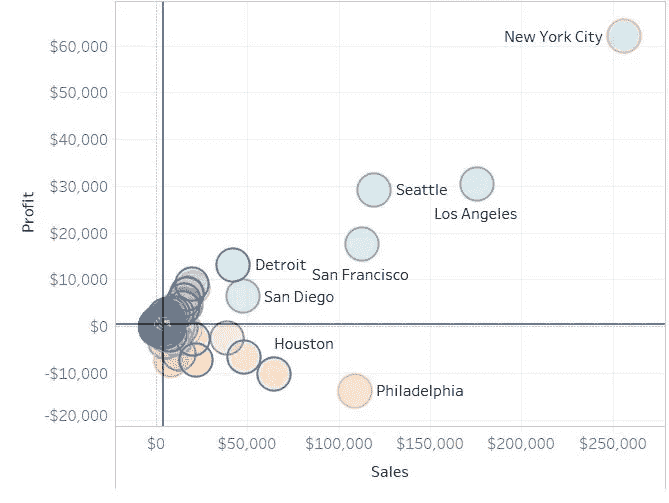 New York City
$60,000
$50,000
$40,000
$30,000
Seattle
Los Angeles
Profit
$20,000
San Francisco
Detroit
$10,000
San Diego
$0
Houston
-$10,000
Philadelphia
-$20,000
$0
$50,000
$100,000
$150,000
$200,000
$250,000
Sales